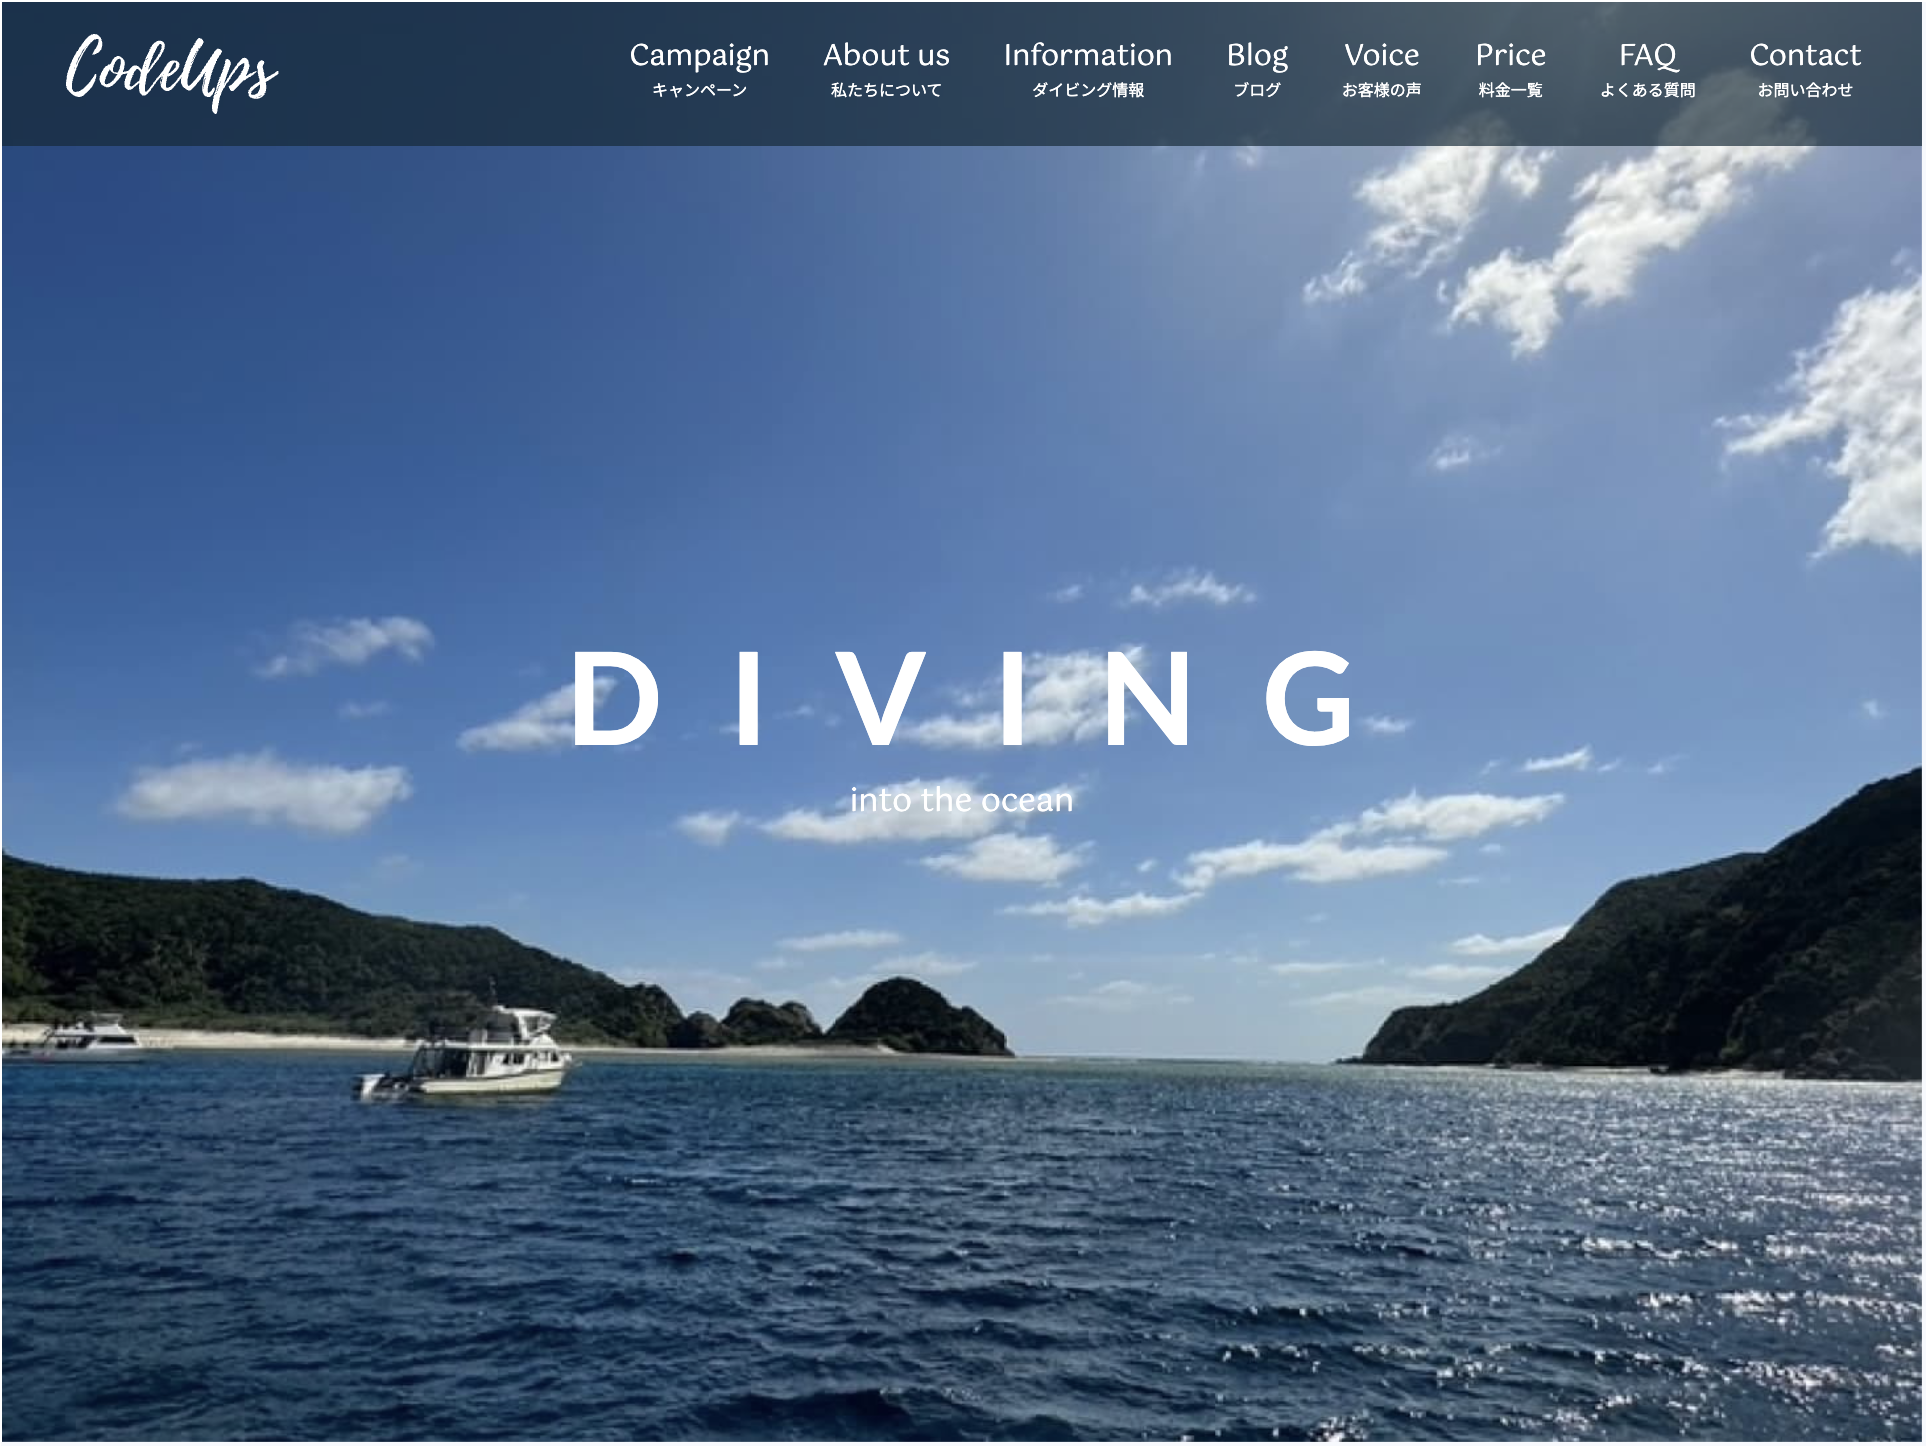 CodeUps
Campaign
キャンペーン
About us
私たちについて
Information
ダイビング情報
Blog
ブログ
Voice
お客様の声
Price
料金一覧
FAQ
よくある質問
Contact
お問い合わせ
DIVING
into the ocean